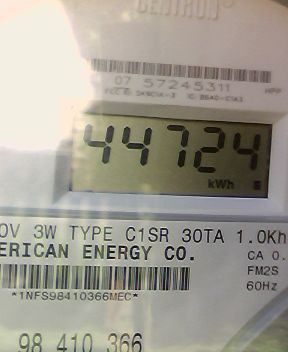 CENTRON®
07 57245311
HPP
44724
kWh
0V 3W TYPE C1SR 30TA 1.0Kh
ERICAN ENERGY CO.
CA 0.
FM2S
60Hz
*1NFS98410366MEC*
98 410 366